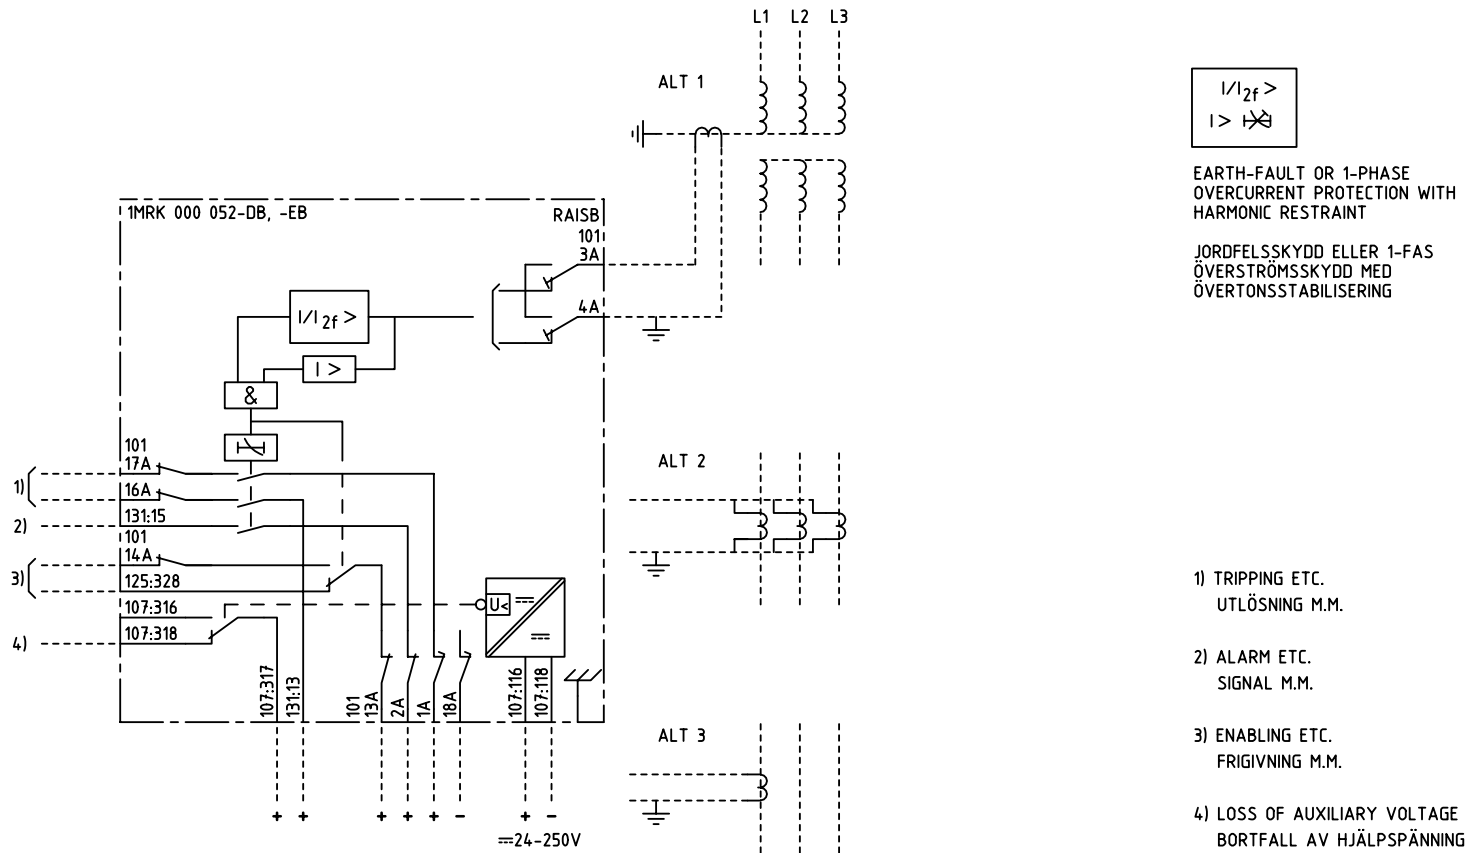 L1 L2 L3
ALT 1
I/I2f >
I>
EARTH-FAULT OR 1-PHASE
OVERCURRENT PROTECTION WITH
HARMONIC RESTRAINT
JORDFELSSKYDD ELLER 1-FAS
ÖVERSTRÖMSSKYDD MED
ÖVERTONSSTABILISERING
1MRK 000 052-DB, -EB
RAISB
101
3A
4A
I/I2f >
I >
&
101
17A
1)
16A
2)
131:15
101
14A
3)
125:328
107:316
4)
107:318
U<
107:317
131:13
101
13A
2A
1A
18A
107:116
107:118
+ + + + + - + -
24-250V
ALT 2
ALT 3
1) TRIPPING ETC.
UTLÖSNING M.M.
2) ALARM ETC.
SIGNAL M.M.
3) ENABLING ETC.
FRIGIVNING M.M.
4) LOSS OF AUXILIARY VOLTAGE
BORTFALL AV HJÄLPSPÄNNING